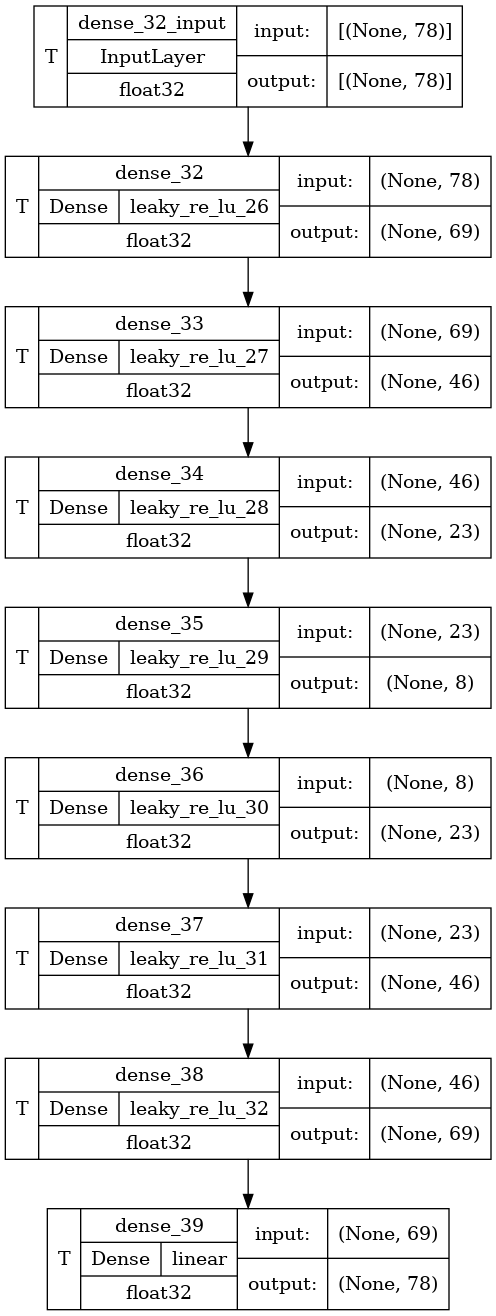 dense_32_input
T
InputLayer
float32
input:
[(None, 78)]
output:
[(None, 78)]
dense_32
T
Dense
leaky_re_lu_26
float32
input:
(None, 78)
output:
(None, 69)
dense_33
T
Dense
leaky_re_lu_27
float32
input:
(None, 69)
output:
(None, 46)
dense_34
T
Dense
leaky_re_lu_28
float32
input:
(None, 46)
output:
(None, 23)
dense_35
T
Dense
leaky_re_lu_29
float32
input:
(None, 23)
output:
(None, 8)
dense_36
T
Dense
leaky_re_lu_30
float32
input:
(None, 8)
output:
(None, 23)
dense_37
T
Dense
leaky_re_lu_31
float32
input:
(None, 23)
output:
(None, 46)
dense_38
T
Dense
leaky_re_lu_32
float32
input:
(None, 46)
output:
(None, 69)
dense_39
T
Dense
linear
float32
input:
(None, 69)
output:
(None, 78)